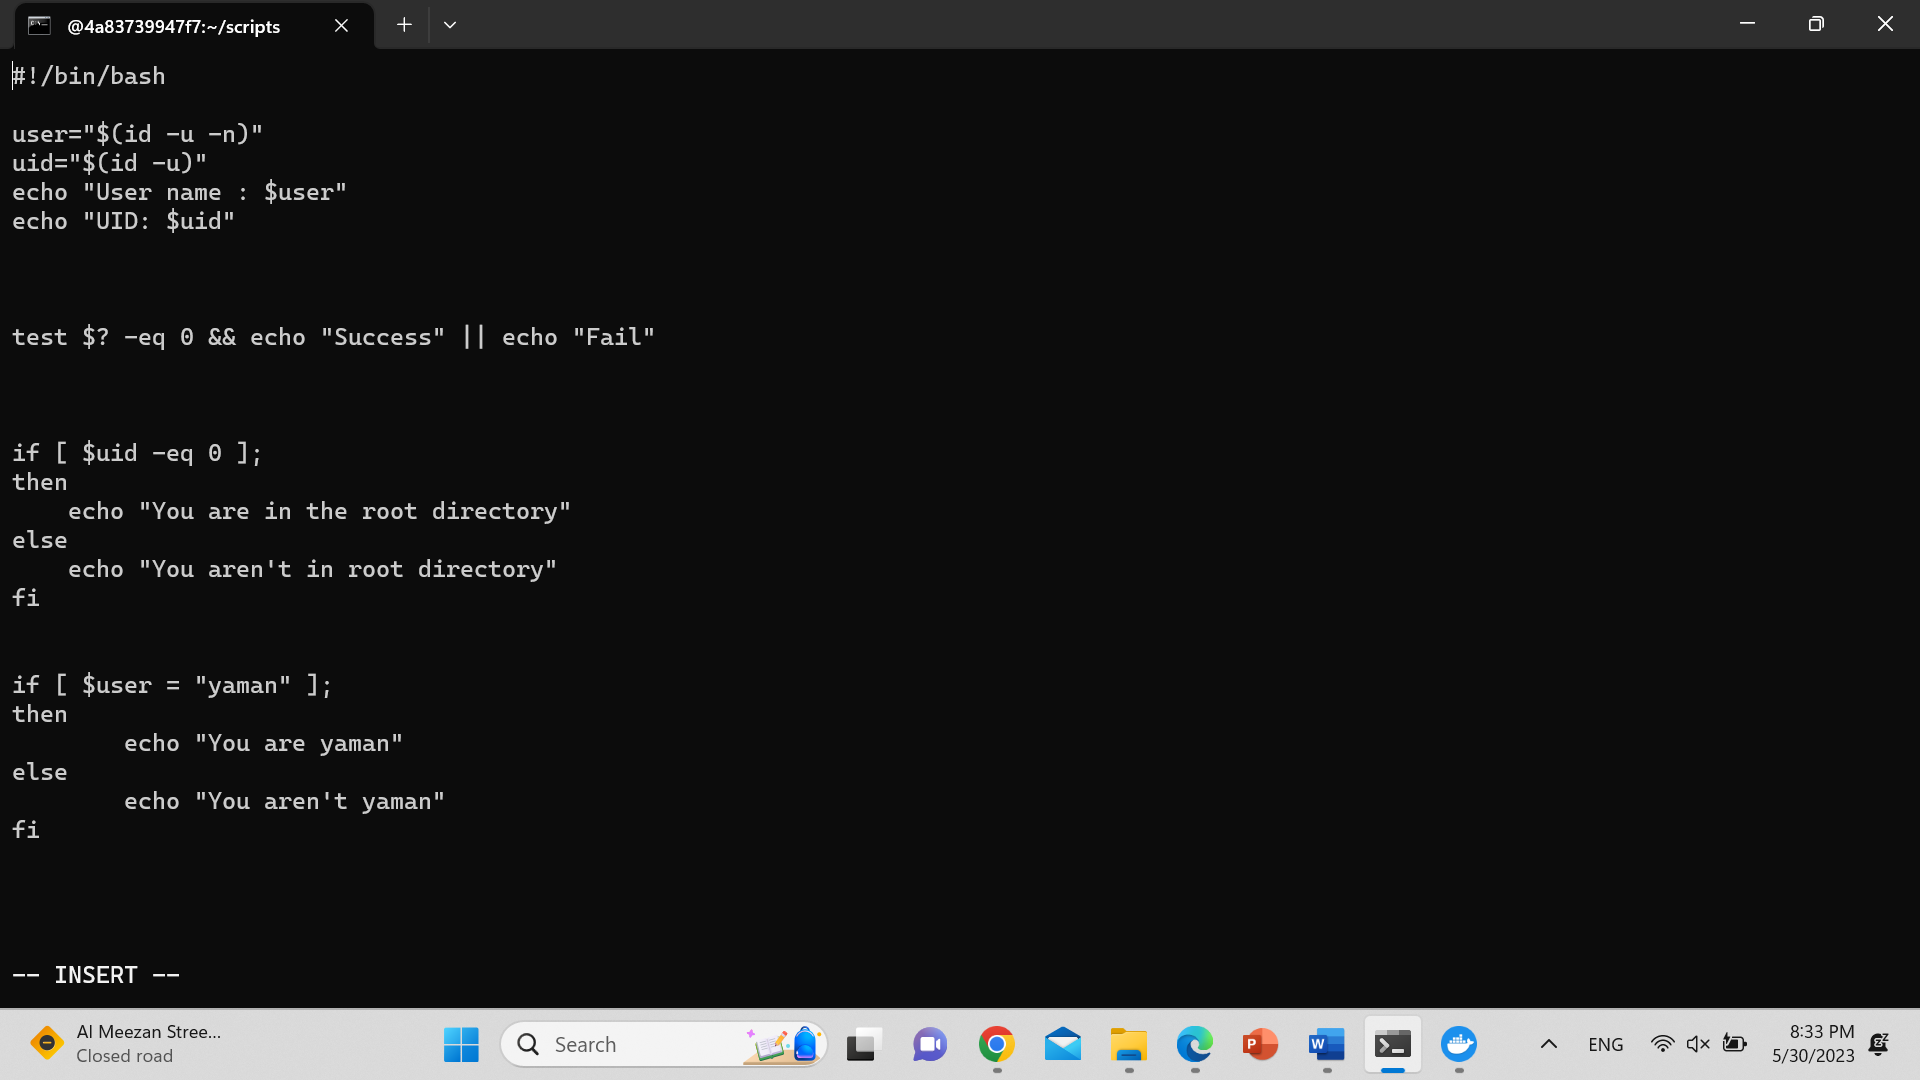 @4a83739947f7:~/scripts
#!/bin/bash
user="$(id -u -n)"
uid="$(id -u)"
echo "User name : $user"
echo "UID: $uid"
test $? -eq 0 && echo "Success" || echo "Fail"
if [ $uid -eq 0 ];
then
    echo "You are in the root directory"
else
    echo "You aren't in root directory"
fi
if [ $user = "yaman" ];
then
        echo "You are yaman"
else
        echo "You aren't yaman"
fi
-- INSERT --
Al Meezan Stree...
Closed road
Search
ENG
8:33 PM
5/30/2023